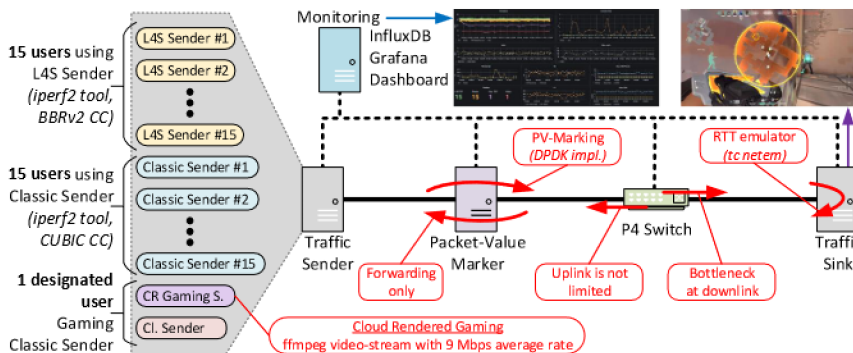 15 users using
L4S Sender
(iperf2 tool,
BBRv2 CC)
L4S Sender #1
L4S Sender #2
L4S Sender #15
15 users using
Classic Sender
(iperf2 tool,
CUBIC CC)
Classic Sender #1
Classic Sender #2
Classic Sender #15
1 designated
user
Gaming
Classic Sender
CR Gaming S.
Cl. Sender
Monitoring
InfluxDB
Grafana
Dashboard
PV-Marking
(DPDK impl.)
RTT emulator
(tc netem)
Traffic
Sender
Packet-Value
Marker
P4 Switch
Traffic
Sink
Forwarding
only
Uplink is not
limited
Bottleneck
at downlink
Cloud Rendered Gaming
ffmpeg video-stream with 9 Mbps average rate